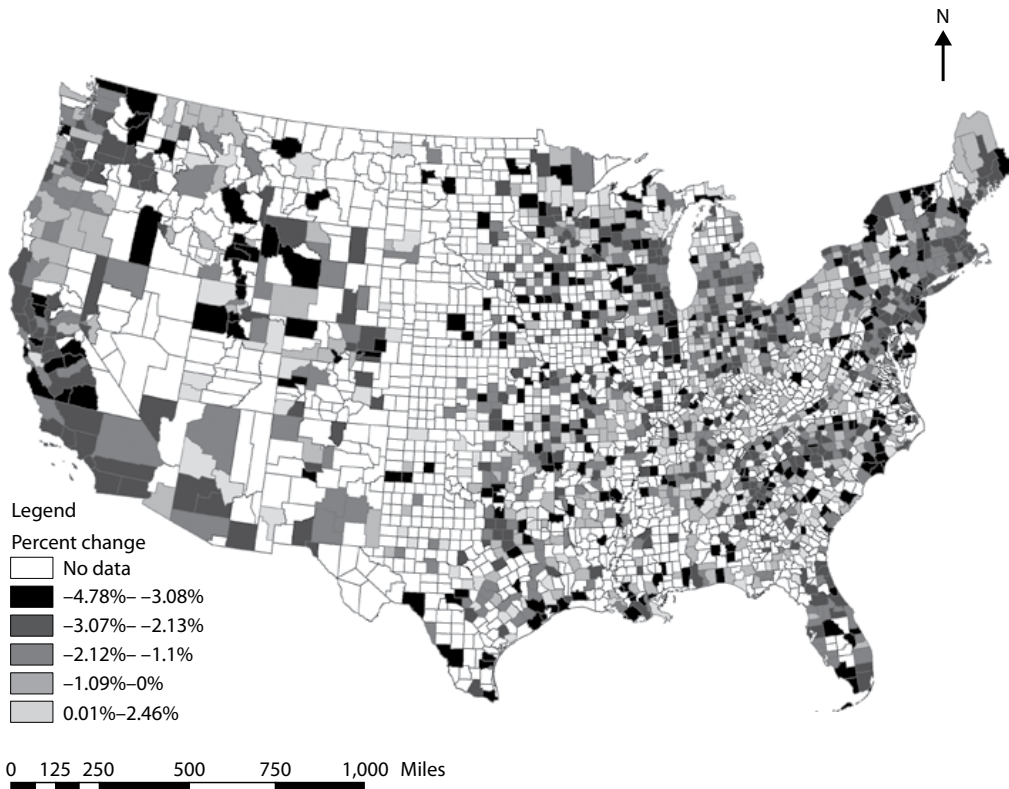 N
Legend
Percent change
No data
–4.78%– –3.08%
–3.07%– –2.13%
–2.12%– –1.1%
–1.09%–0%
0.01%–2.46%
0 125 250 500 750 1,000 Miles